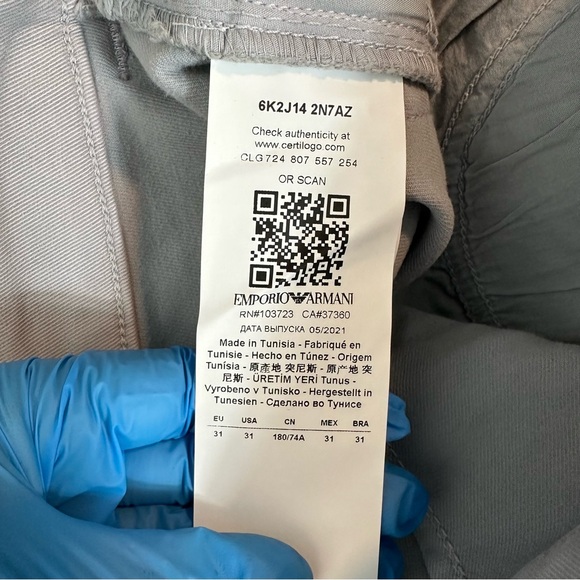 6K2J14 2N7AZ
Check authenticity at
www.certilogo.com
CLG 724 807 557 254
OR SCAN
EMPORIO ARMANI
RN#103723 CA#37360
ДАТА ВЫПУСКА 05/2021
Made in Tunisia - Fabriqué en
Tunisie - Hecho en Túnez - Origem
Tunísia - 原產地 突尼斯 - 原产地 突
尼斯 - ÜRETİM YERİ Tunus -
Vyrobeno v Tunisko - Hergestellt in
Tunesien - Сделано во Тунисе
EU USA CN MEX BRA
31 31 180/74A 31 31